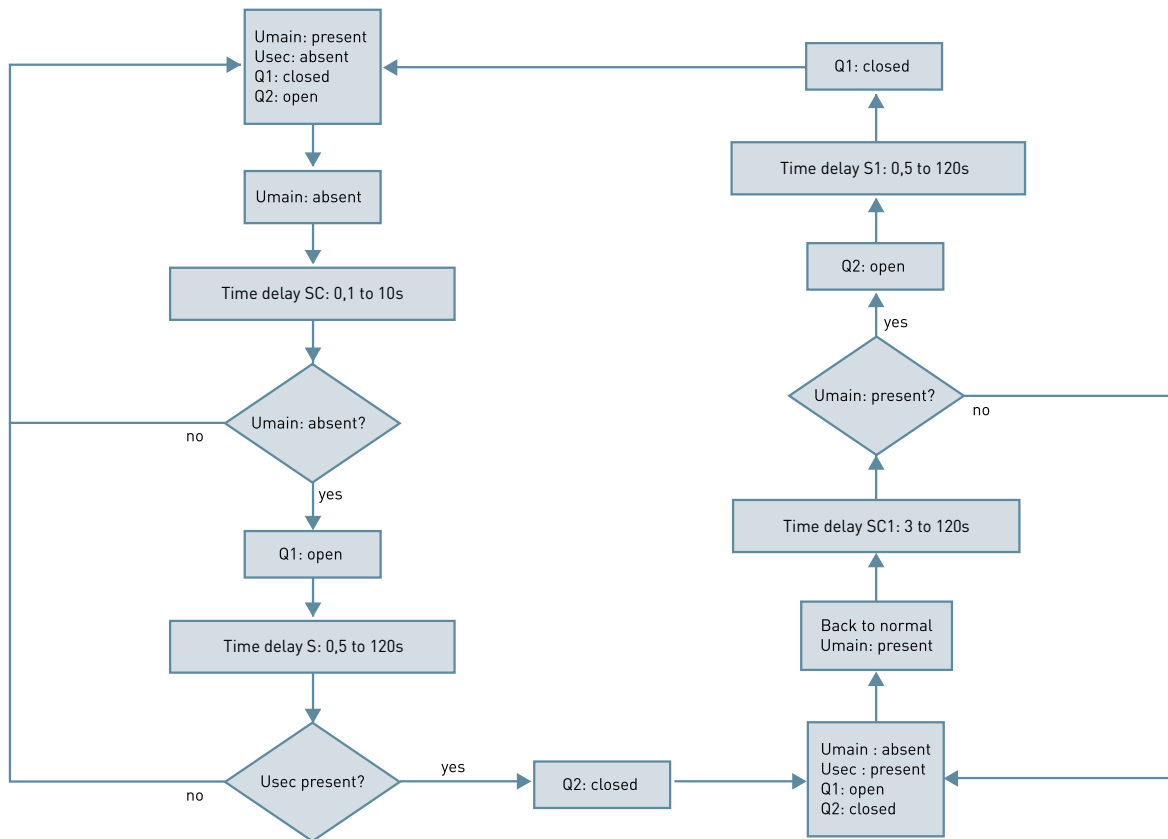 Umain: present
Usec: absent
Q1: closed
Q2: open
Umain: absent
Time delay SC: 0,1 to 10s
Umain: absent?
no
yes
Q1: open
Time delay S: 0,5 to 120s
Usec present?
no
yes
Q2: closed
Umain : absent
Usec : present
Q1: open
Q2: closed
Back to normal
Umain: present
Time delay SC1: 3 to 120s
Umain: present?
no
yes
Q2: open
Time delay S1: 0,5 to 120s
Q1: closed